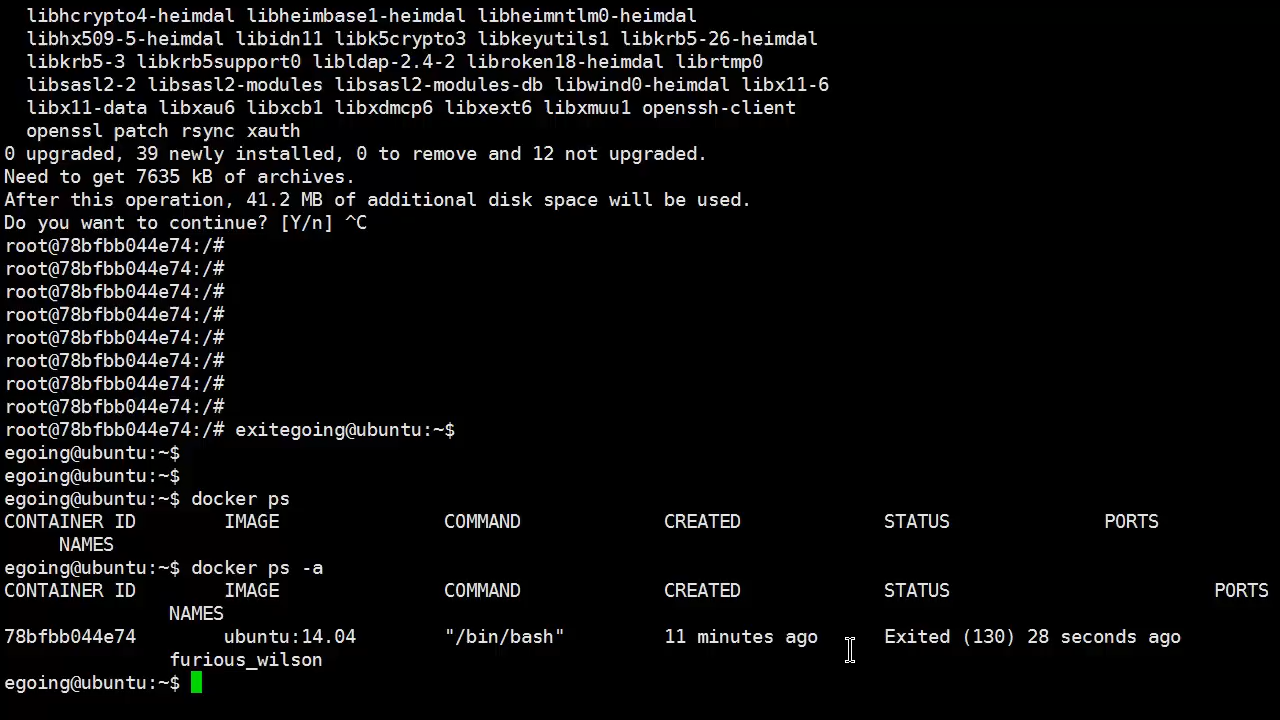 libhcrypto4-heimdal libheimbase1-heimdal libheimntlm0-heimdal
libhx509-5-heimdal libidn11 libk5crypto3 libkeyutils1 libkrb5-26-heimdal
libkrb5-3 libkrb5support0 libldap-2.4-2 libroken18-heimdal librtmp0
libsasl2-2 libsasl2-modules libsasl2-modules-db libwind0-heimdal libx11-6
libx11-data libxau6 libxcb1 libxdmcp6 libxext6 libxmuu1 openssh-client
openssl patch rsync xauth
0 upgraded, 39 newly installed, 0 to remove and 12 not upgraded.
Need to get 7635 kB of archives.
After this operation, 41.2 MB of additional disk space will be used.
Do you want to continue? [Y/n] ^C
root@78bfbb044e74:/#
root@78bfbb044e74:/#
root@78bfbb044e74:/#
root@78bfbb044e74:/#
root@78bfbb044e74:/#
root@78bfbb044e74:/#
root@78bfbb044e74:/#
root@78bfbb044e74:/#
root@78bfbb044e74:/# exitegoing@ubuntu:~$
egoing@ubuntu:~$
egoing@ubuntu:~$
egoing@ubuntu:~$ docker ps
CONTAINER ID        IMAGE               COMMAND             CREATED             STATUS              PORTS
     NAMES
egoing@ubuntu:~$ docker ps -a
CONTAINER ID        IMAGE               COMMAND             CREATED             STATUS                        PORTS
               NAMES
78bfbb044e74        ubuntu:14.04        "/bin/bash"         11 minutes ago      Exited (130) 28 seconds ago
               furious_wilson
egoing@ubuntu:~$